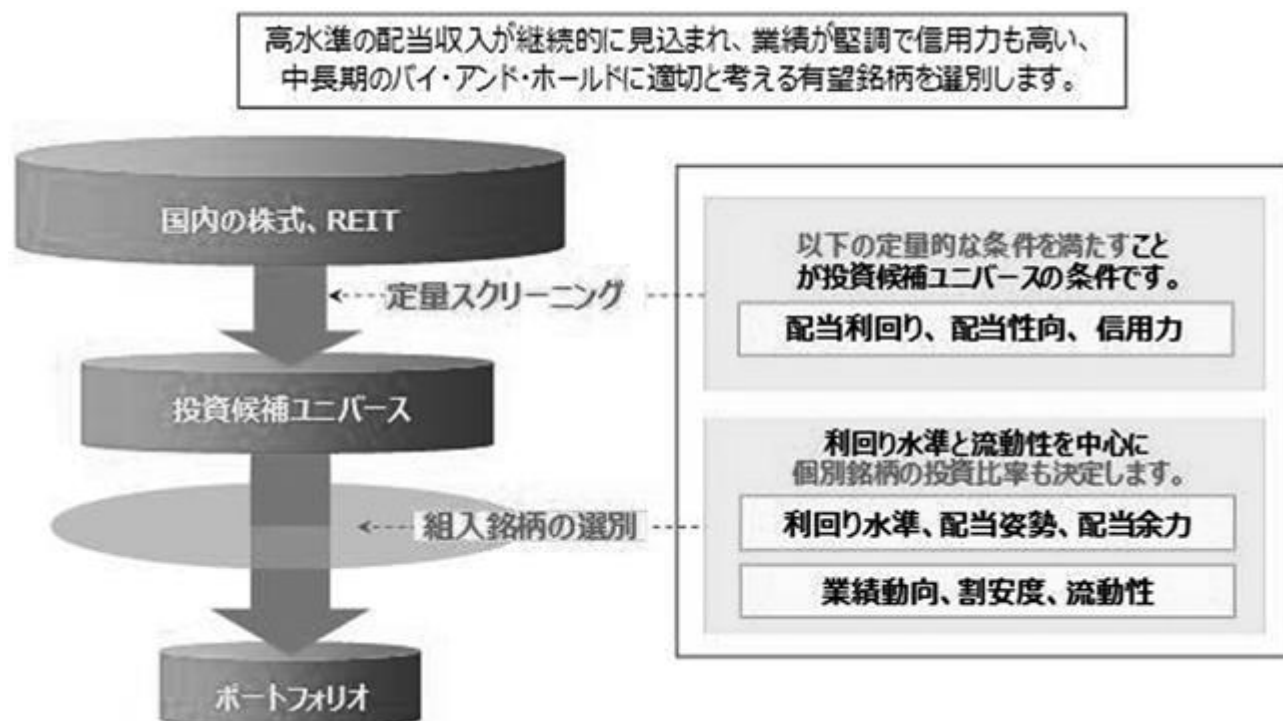 高水準の配当収入が継続的に見込まれ、業績が堅調で信用力も高い、
中長期のバイ・アンド・ホールドに適切と考える有望銘柄を選別します。
国内の株式、REIT
定量スクリーニング
以下の定量的な条件を満たすこと
が投資候補ユニバースの条件です。
配当利回り、配当性向、信用力
投資候補ユニバース
組入銘柄の選別
利回り水準と流動性を中心に
個別銘柄の投資比率も決定します。
利回り水準、配当姿勢、配当余力
業績動向、割安度、流動性
ポートフォリオ